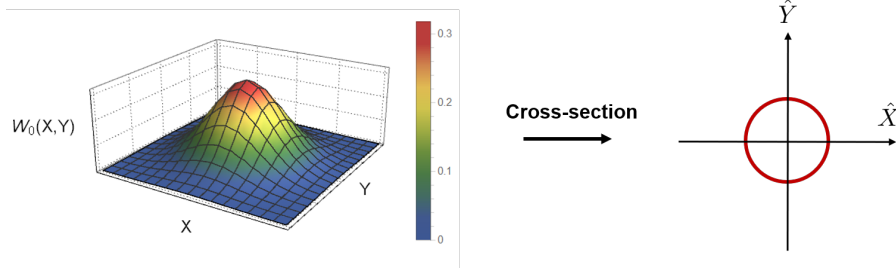 W₀(X,Y)
X
Y
0.3
0.2
0.1
0
Cross-section
Ŷ
X̂